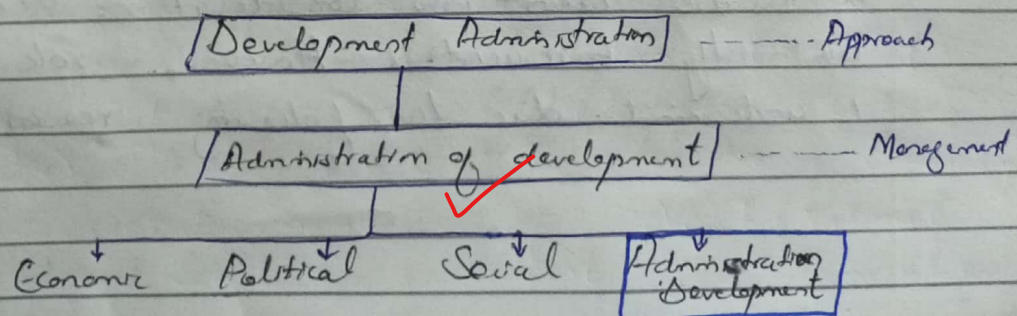 Development Administration ------- Approach
Administration of development ------- Management
Economic Political Social Administration
Development